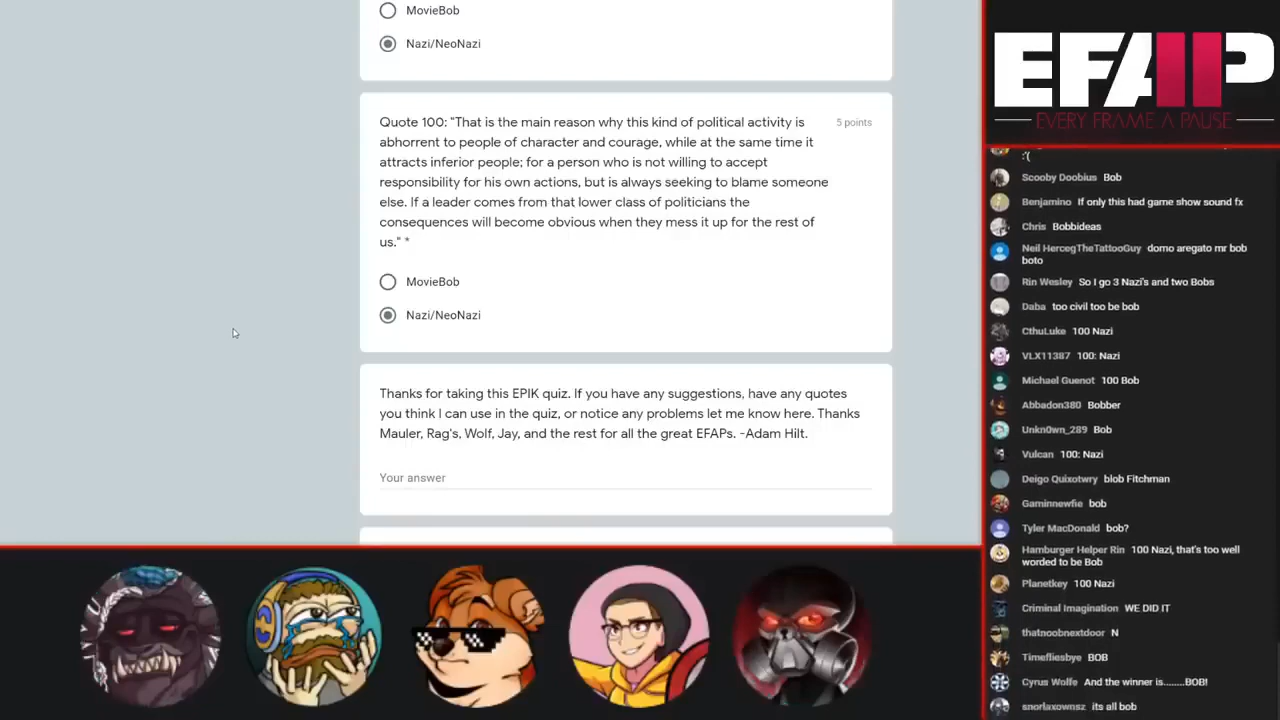 MovieBob
Nazi/NeoNazi
Quote 100: "That is the main reason why this kind of political activity is
5 points
abhorrent to people of character and courage, while at the same time it
attracts inferior people; for a person who is not willing to accept
responsibility for his own actions, but is always seeking to blame someone
else. If a leader comes from that lower class of politicians the
consequences will become obvious when they mess it up for the rest of
us." *
MovieBob
Nazi/NeoNazi
Thanks for taking this EPIK quiz. If you have any suggestions, have any quotes
you think I can use in the quiz, or notice any problems let me know here. Thanks
Mauler, Rag's, Wolf, Jay, and the rest for all the great EFAPs. -Adam Hilt.
Your answer
EFAP
EVERY FRAME A PAUSE
:'(
Scooby Doobius Bob
Benjamino If only this had game show sound fx
Chris Bobbideas
Neil HercegTheTattooGuy domo aregato mr bob
boto
Rin Wesley So I go 3 Nazi's and two Bobs
Daba too civil too be bob
CthuLuke 100 Nazi
VLX11387 100: Nazi
Michael Guenot 100 Bob
Abbadon380 Bobber
Unkn0wn_289 Bob
Vulcan 100: Nazi
Deigo Quixotwry blob Fitchman
Gaminnewfie bob
Tyler MacDonald bob?
Hamburger Helper Rin 100 Nazi, that's too well
worded to be Bob
Planetkey 100 Nazi
Criminal Imagination WE DID IT
thatnoobnextdoor N
Timefliesbye BOB
Cyrus Wolfe And the winner is.......BOB!
snorlaxownsz its all bob